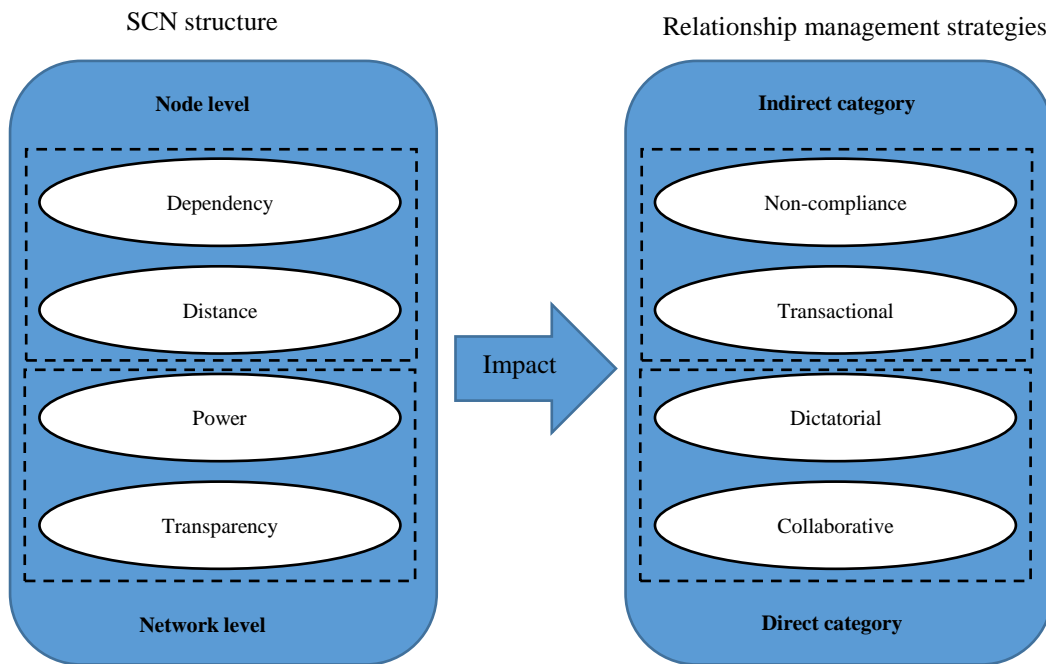 SCN structure
Relationship management strategies
Node level
Dependency
Distance
Power
Transparency
Network level
Impact
Indirect category
Non-compliance
Transactional
Dictatorial
Collaborative
Direct category